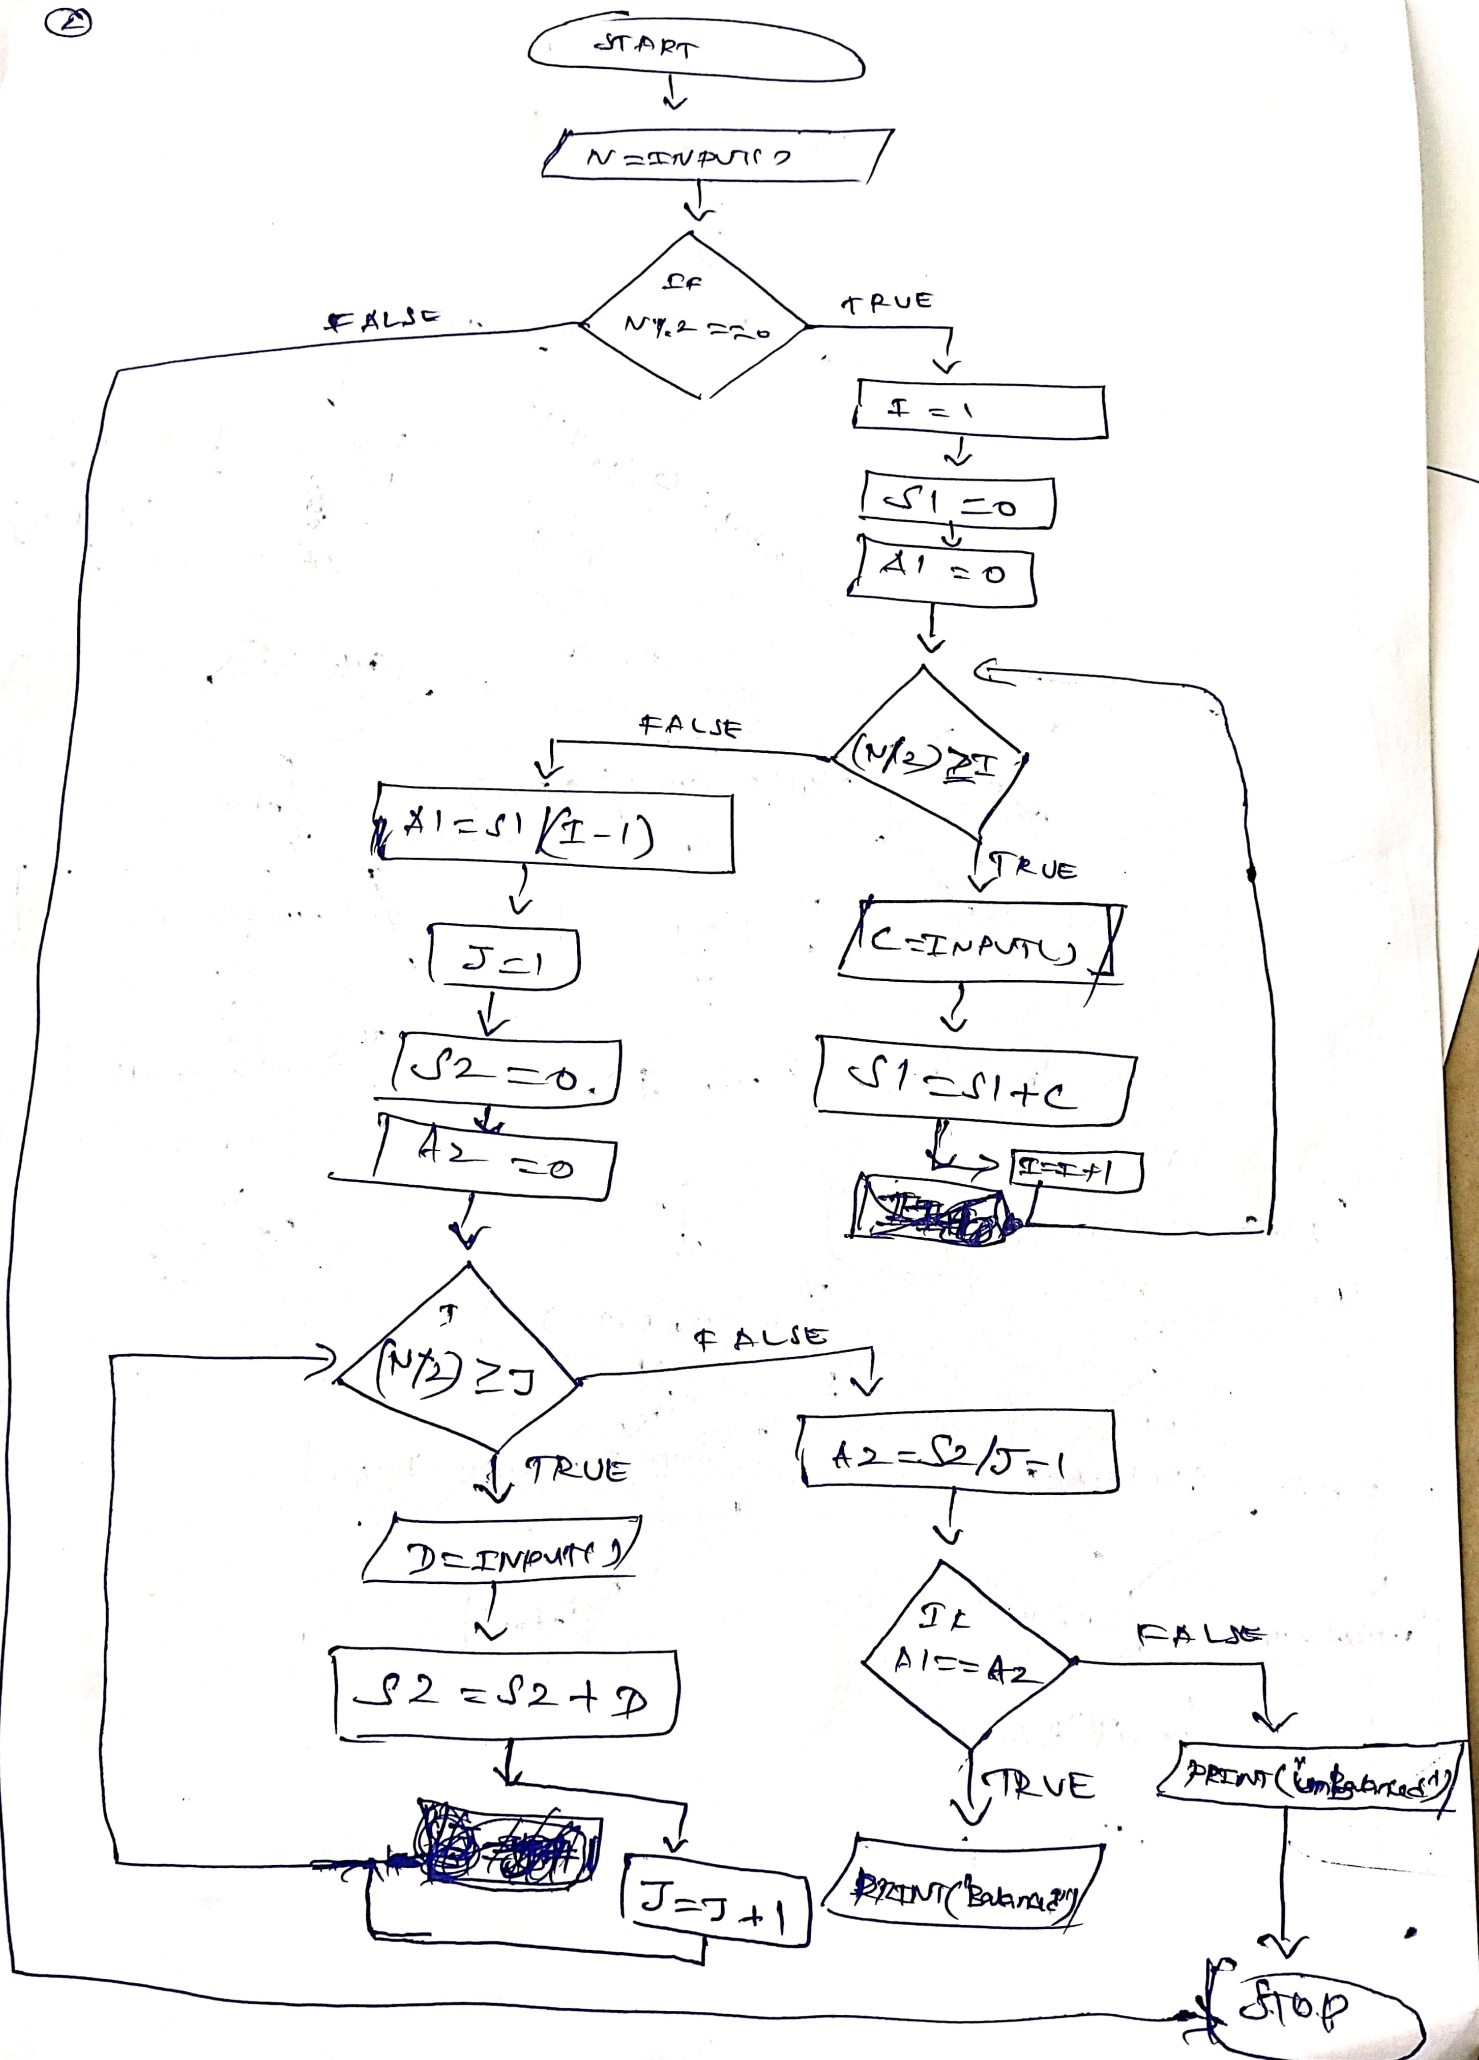 2
START
N=INPUT()
IF
N%2==0
FALSE
TRUE
I=1
S1=0
A1=0
(N/2)≥I
FALSE
TRUE
A1=S1/(I-1)
C=INPUT()
J=1
S1=S1+C
S2=0.
I=I+1
A2=0
(N/2)≥J
FALSE
TRUE
A2=S2/J-1
D=INPUT()
IF
A1==A2
FALSE
TRUE
S2=S2+D
PRINT("unBalanced")
J=J+1
PRINT("Balanced")
STOP